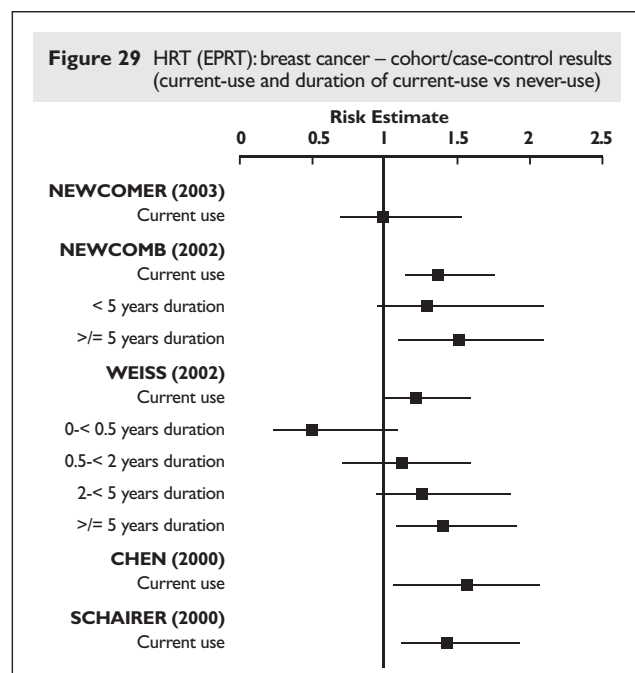 Figure 29 HRT (EPRT): breast cancer – cohort/case-control results
(current-use and duration of current-use vs never-use)
Risk Estimate
0 0.5 1 1.5 2 2.5
NEWCOMER (2003)
Current use
NEWCOMB (2002)
Current use
< 5 years duration
>/= 5 years duration
WEISS (2002)
Current use
0-< 0.5 years duration
0.5-< 2 years duration
2-< 5 years duration
>/= 5 years duration
CHEN (2000)
Current use
SCHAIRER (2000)
Current use